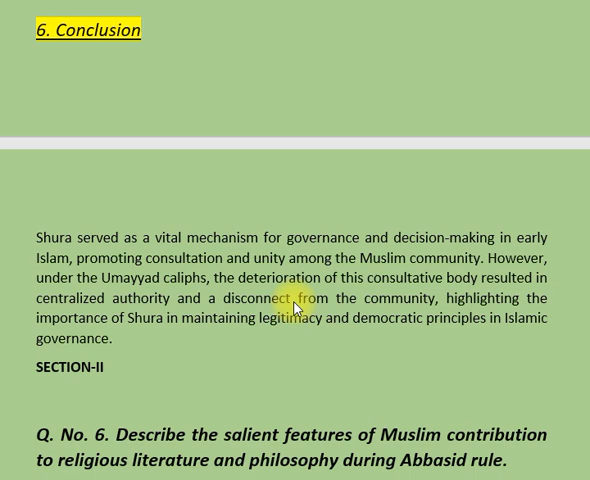 6. Conclusion
Shura served as a vital mechanism for governance and decision-making in early
Islam, promoting consultation and unity among the Muslim community. However,
under the Umayyad caliphs, the deterioration of this consultative body resulted in
centralized authority and a disconnect from the community, highlighting the
importance of Shura in maintaining legitimacy and democratic principles in Islamic
governance.
SECTION-II
Q. No. 6. Describe the salient features of Muslim contribution
to religious literature and philosophy during Abbasid rule.